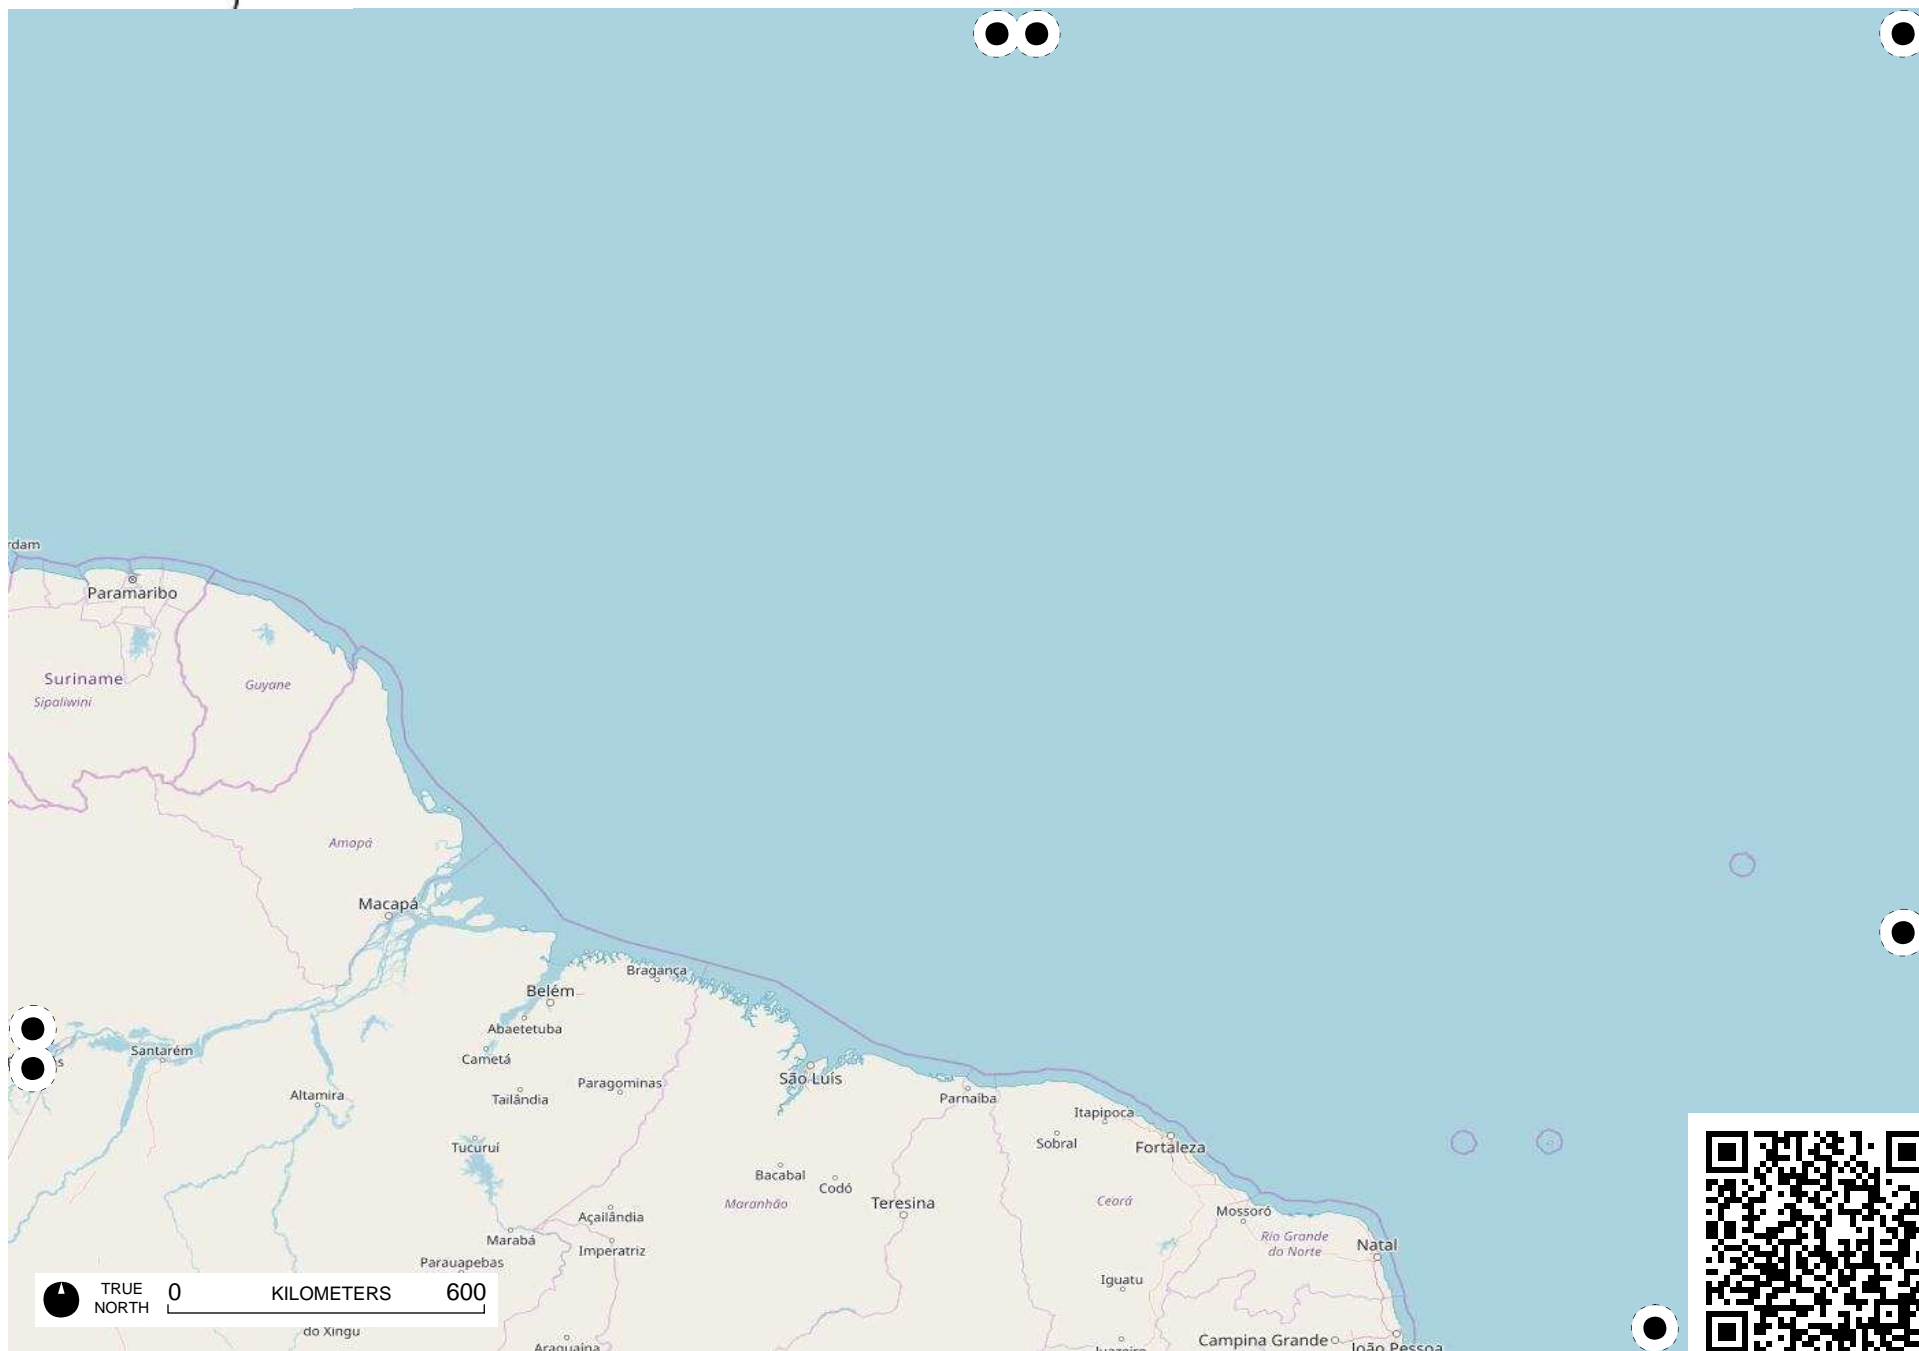 rdam
Paramaribo
Suriname
Sipaliwini
Guyane
Amapá
Macapá
Bragança
Belém
Abaetetuba
Santarém
Cametá
São Luís
Paragominas
Altamira
Tailândia
Parnaíba
Itapipoca
Sobral
Fortaleza
Tucuruí
Bacabal
Codó
Maranhão
Teresina
Ceará
Açailândia
Mossoró
Marabá
Imperatriz
Rio Grande
do Norte
Natal
Parauapebas
Iguatu
TRUE
NORTH
0 KILOMETERS 600
do Xingu
Araguaína
Campina Grande
João Pessoa